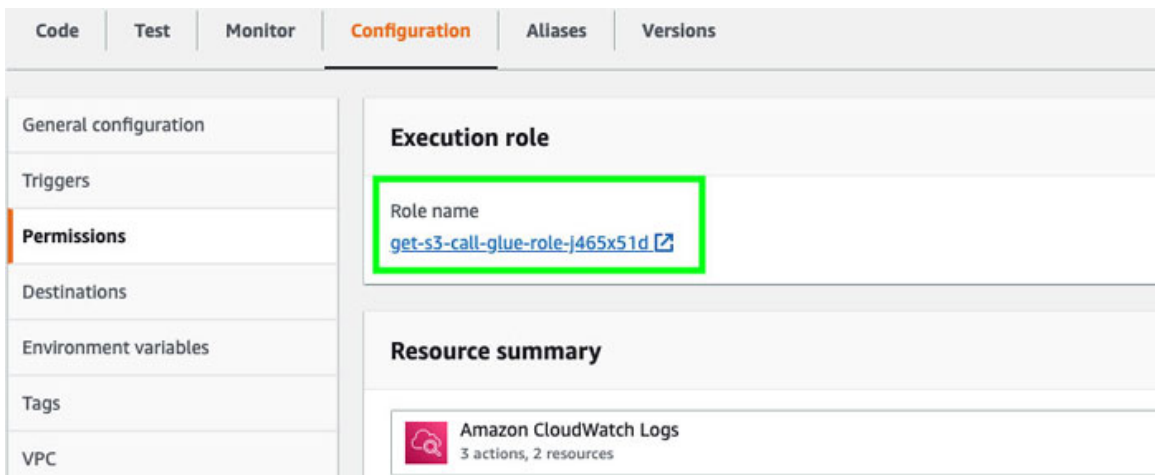 Code Test Monitor Configuration Aliases Versions
General configuration
Triggers
Permissions
Destinations
Environment variables
Tags
VPC
Execution role
Role name
get-s3-call-glue-role-j465x51d
Resource summary
Amazon CloudWatch Logs
3 actions, 2 resources